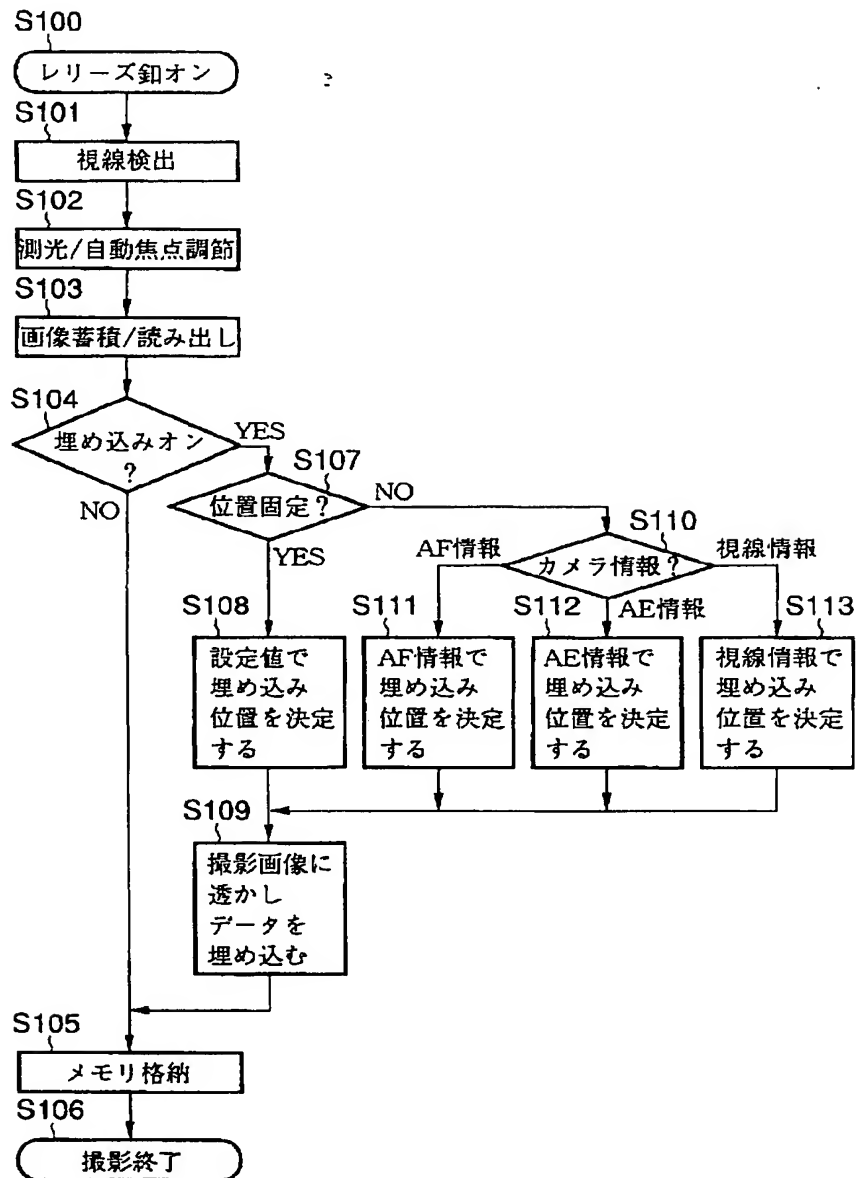 S100
レリーズ釦オン
S101
視線検出
S102
測光/自動焦点調節
S103
画像蓄積/読み出し
S104
埋め込みオン
?
YES
NO
S107
位置固定?
NO
YES
S110
カメラ情報?
AF情報
視線情報
AE情報
S108
設定値で
埋め込み
位置を決定
する
S111
AF情報で
埋め込み
位置を決定
する
S112
AE情報で
埋め込み
位置を決定
する
S113
視線情報で
埋め込み
位置を決定
する
S109
撮影画像に
透かし
データを
埋め込む
S105
メモリ格納
S106
撮影終了